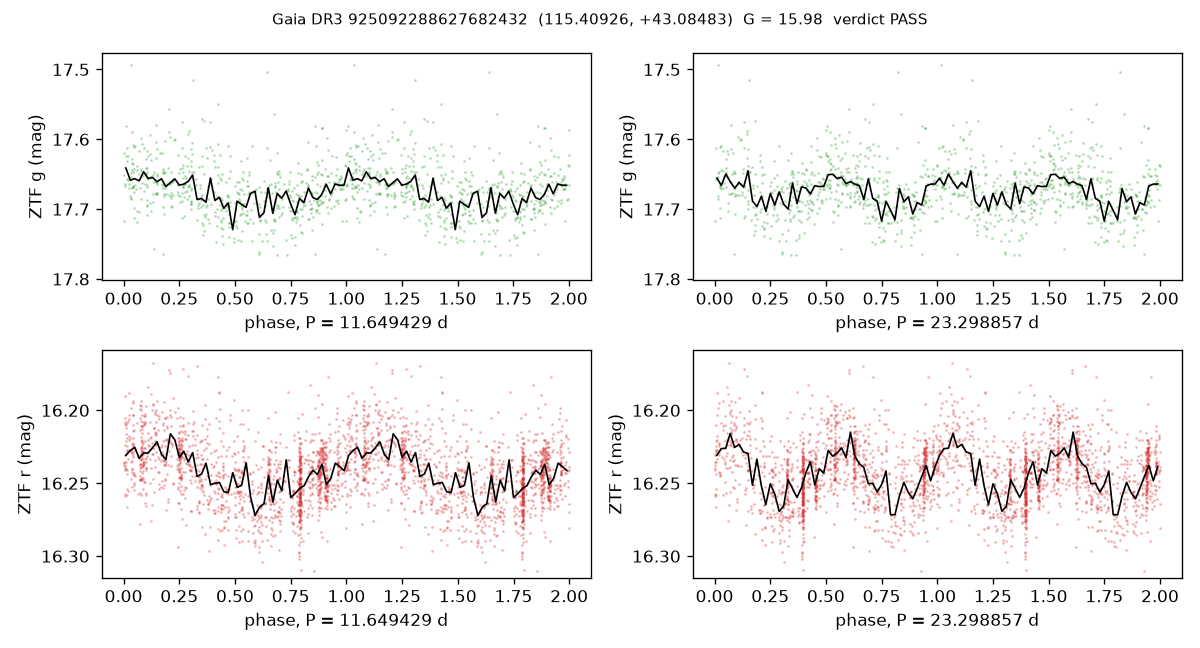 Gaia DR3 925092288627682432 (115.40926, +43.08483) G = 15.98 verdict PASS
ZTF g (mag)
17.5
17.6
17.7
17.8
0.00 0.25 0.50 0.75 1.00 1.25 1.50 1.75 2.00
phase, P = 11.649429 d
ZTF g (mag)
17.5
17.6
17.7
17.8
0.00 0.25 0.50 0.75 1.00 1.25 1.50 1.75 2.00
phase, P = 23.298857 d
ZTF r (mag)
16.20
16.25
16.30
0.00 0.25 0.50 0.75 1.00 1.25 1.50 1.75 2.00
phase, P = 11.649429 d
ZTF r (mag)
16.20
16.25
16.30
0.00 0.25 0.50 0.75 1.00 1.25 1.50 1.75 2.00
phase, P = 23.298857 d